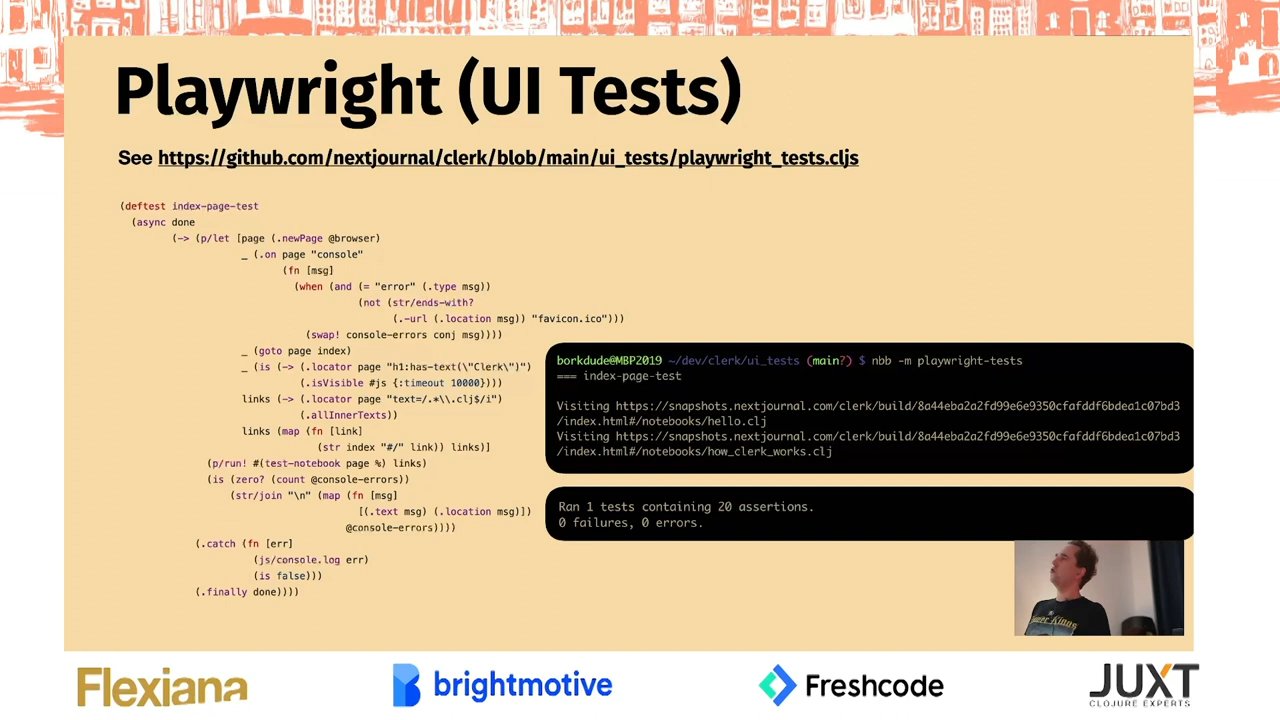 Playwright (UI Tests)
See https://github.com/nextjournal/clerk/blob/main/ui_tests/playwright_tests.cljs
(deftest index-page-test
(async done
(-> (p/let [page (.newPage @browser)
_ (.on page "console"
(fn [msg]
(when (and (= "error" (.type msg))
(not (str/ends-with?
(.-url (.location msg)) "favicon.ico")))
(swap! console-errors conj msg))))
_ (goto page index)
_ (is (-> (.locator page "h1:has-text(\"Clerk\")")
(.isVisible #js {:timeout 10000})))
links (-> (.locator page "text=/.*\\.clj$/i")
(.allInnerTexts))
links (map (fn [link]
(str index "#/" link)) links)]
(p/run! #(test-notebook page %) links)
(is (zero? (count @console-errors))
(str/join "\n" (map (fn [msg]
[(.text msg) (.location msg)])
@console-errors))))
(.catch (fn [err]
(js/console.log err)
(is false)))
(.finally done))))
borkdude@MBP2019 ~/dev/clerk/ui_tests (main?) $ nbb -m playwright-tests
=== index-page-test
Visiting https://snapshots.nextjournal.com/clerk/build/8a44eba2a2fd99e6e9350cfafddf6bdea1c07bd3
/index.html#/notebooks/hello.clj
Visiting https://snapshots.nextjournal.com/clerk/build/8a44eba2a2fd99e6e9350cfafddf6bdea1c07bd3
/index.html#/notebooks/how_clerk_works.clj
Ran 1 tests containing 20 assertions.
0 failures, 0 errors.
Flexiana
brightmotive
Freshcode
JUXT
CLOJURE EXPERTS